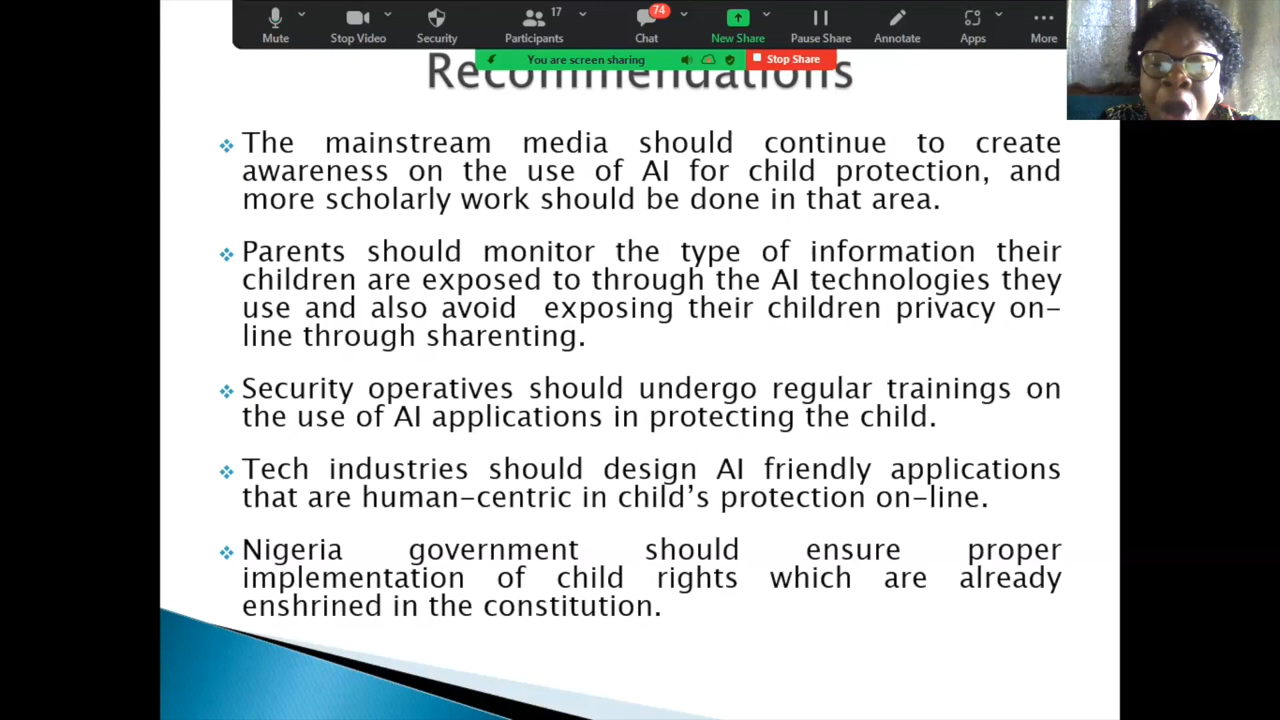 17
74
Mute
Stop Video
Security
Participants
Chat
New Share
Pause Share
Annotate
Apps
More
You are screen sharing
Stop Share
Recommendations
The mainstream media should continue to create
awareness on the use of AI for child protection, and
more scholarly work should be done in that area.
Parents should monitor the type of information their
children are exposed to through the AI technologies they
use and also avoid exposing their children privacy on-
line through sharenting.
Security operatives should undergo regular trainings on
the use of AI applications in protecting the child.
Tech industries should design AI friendly applications
that are human-centric in child’s protection on-line.
Nigeria government should ensure proper
implementation of child rights which are already
enshrined in the constitution.